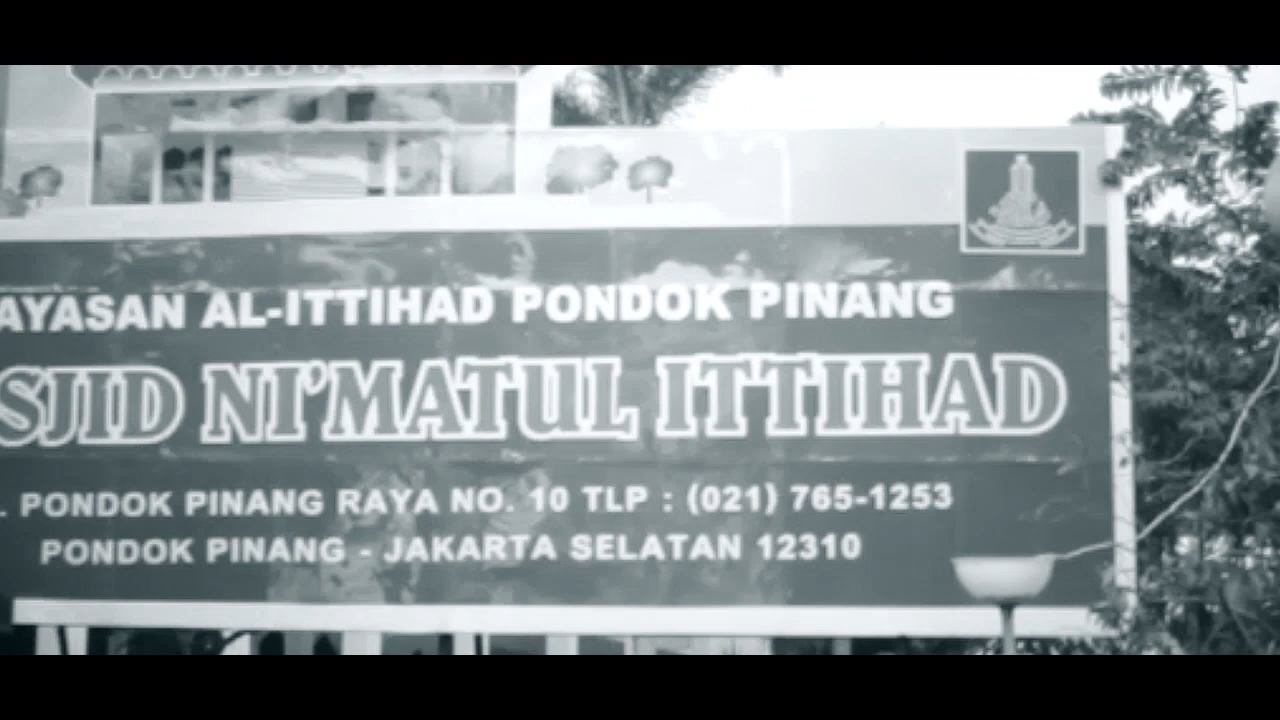 AYASAN AL-ITTIHAD PONDOK PINANG
SJID NI'MATUL ITTIHAD
. PONDOK PINANG RAYA NO. 10 TLP : (021) 765-1253
PONDOK PINANG - JAKARTA SELATAN 12310